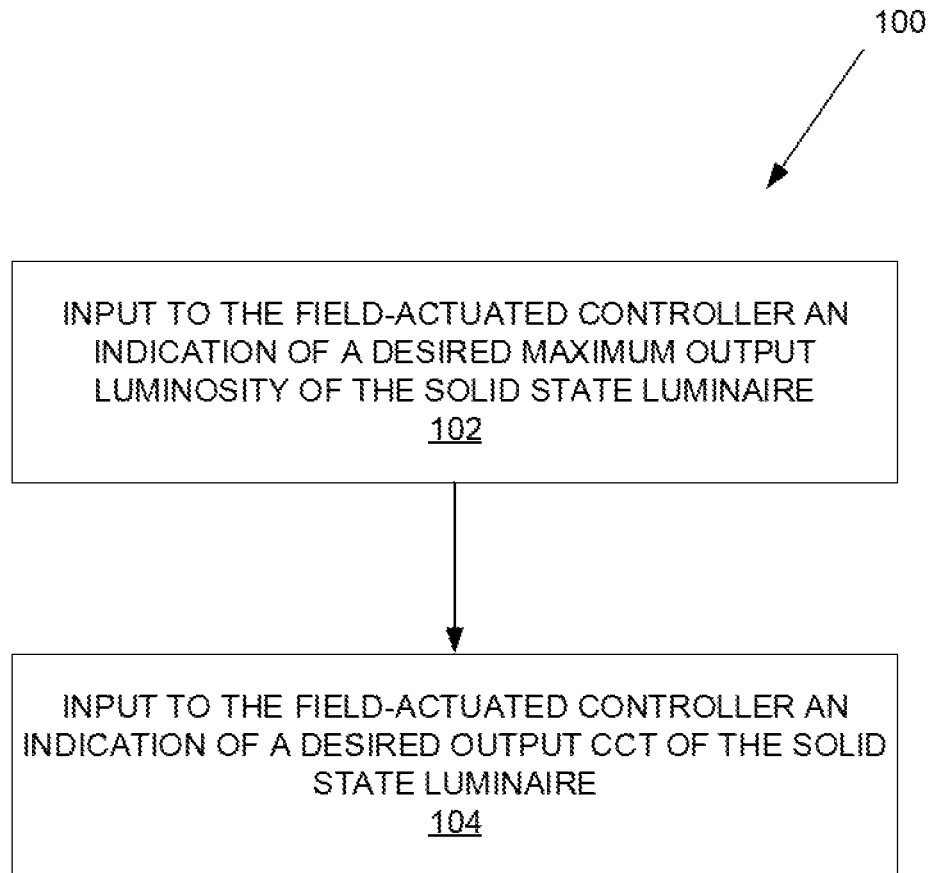 100
INPUT TO THE FIELD-ACTUATED CONTROLLER AN
INDICATION OF A DESIRED MAXIMUM OUTPUT
LUMINOSITY OF THE SOLID STATE LUMINAIRE
102
INPUT TO THE FIELD-ACTUATED CONTROLLER AN
INDICATION OF A DESIRED OUTPUT CCT OF THE SOLID
STATE LUMINAIRE
104